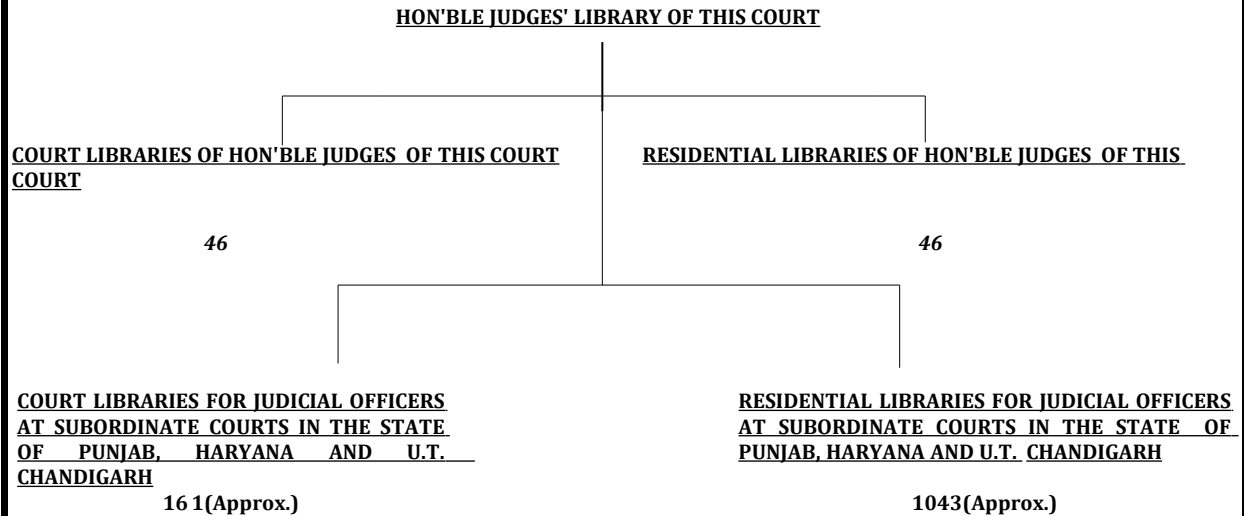 HON'BLE JUDGES' LIBRARY OF THIS COURT
COURT LIBRARIES OF HON'BLE JUDGES OF THIS COURT
COURT
RESIDENTIAL LIBRARIES OF HON'BLE JUDGES OF THIS
46
46
COURT LIBRARIES FOR JUDICIAL OFFICERS
AT SUBORDINATE COURTS IN THE STATE
OF PUNJAB, HARYANA AND U.T.
CHANDIGARH
16 1(Approx.)
RESIDENTIAL LIBRARIES FOR JUDICIAL OFFICERS
AT SUBORDINATE COURTS IN THE STATE OF
PUNJAB, HARYANA AND U.T. CHANDIGARH
1043(Approx.)